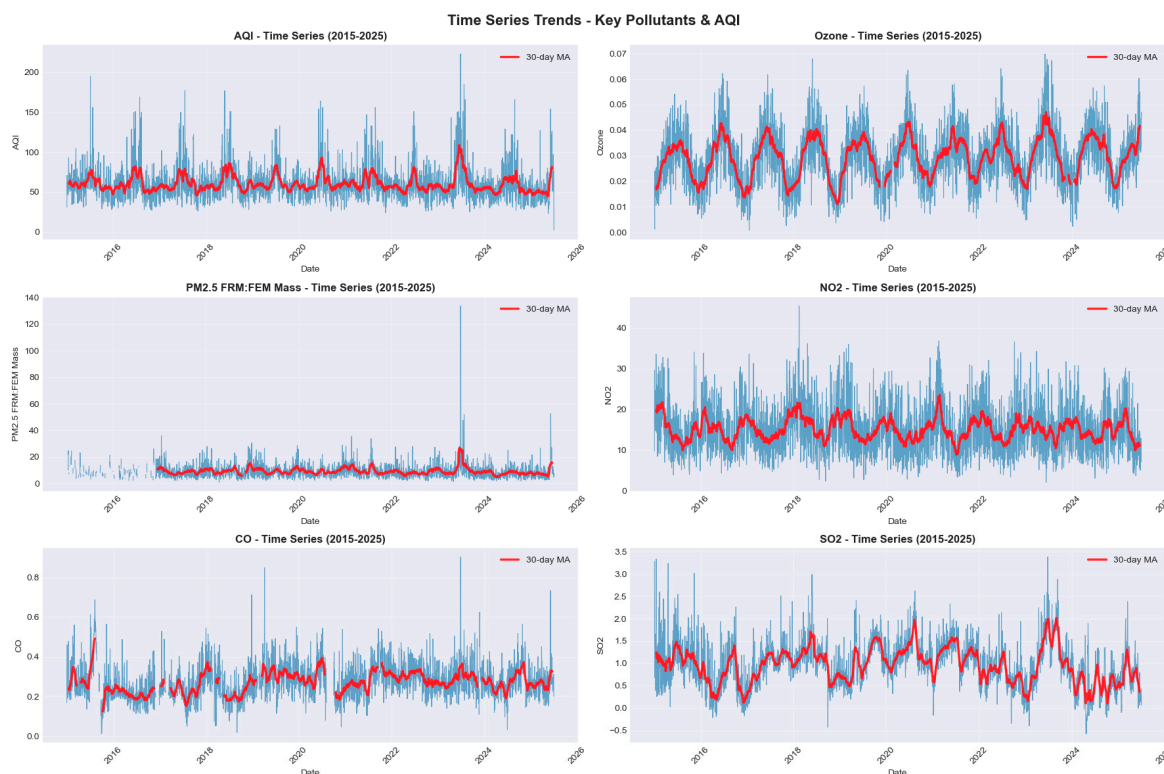 Time Series Trends - Key Pollutants & AQI
AQI - Time Series (2015-2025)
30-day MA
AQI
200
150
100
50
0
2016
2018
2020
2022
2024
2026
Date
Ozone - Time Series (2015-2025)
30-day MA
Ozone
0.07
0.06
0.05
0.04
0.03
0.02
0.01
0.00
2016
2018
2020
2022
2024
Date
PM2.5 FRM:FEM Mass - Time Series (2015-2025)
30-day MA
PM2.5 FRM:FEM Mass
140
120
100
80
60
40
20
0
2016
2018
2020
2022
2024
2026
Date
NO2 - Time Series (2015-2025)
30-day MA
NO2
40
30
20
10
0
2016
2018
2020
2022
2024
Date
CO - Time Series (2015-2025)
30-day MA
CO
0.8
0.6
0.4
0.2
0.0
2016
2018
2020
2022
2024
2026
Date
SO2 - Time Series (2015-2025)
30-day MA
SO2
3.5
3.0
2.5
2.0
1.5
1.0
0.5
0.0
−0.5
2016
2018
2020
2022
2024
Date